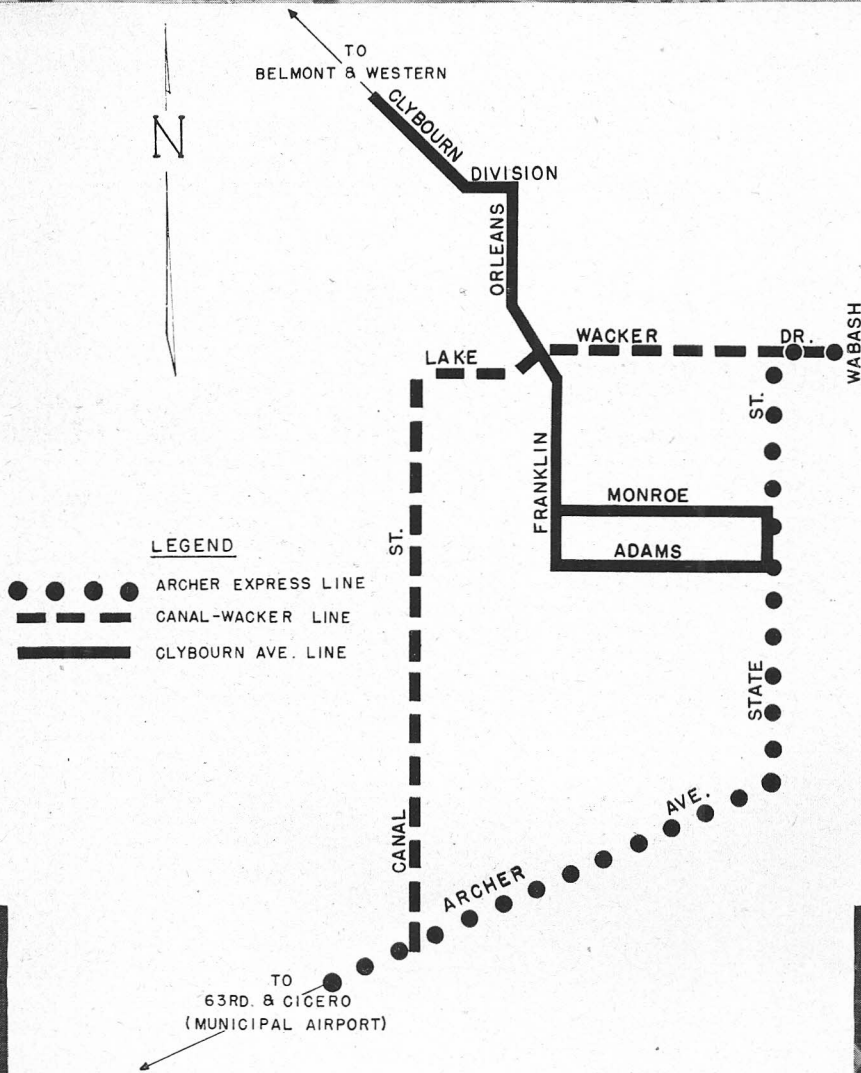 TO
BELMONT & WESTERN
N
CLYBOURN
DIVISION
ORLEANS
WACKER
DR.
WABASH
LAKE
ST.
FRANKLIN
MONROE
ADAMS
ST.
LEGEND
ARCHER EXPRESS LINE
CANAL-WACKER LINE
CLYBOURN AVE. LINE
STATE
AVE.
CANAL
ARCHER
TO
63RD. & CICERO
(MUNICIPAL AIRPORT)